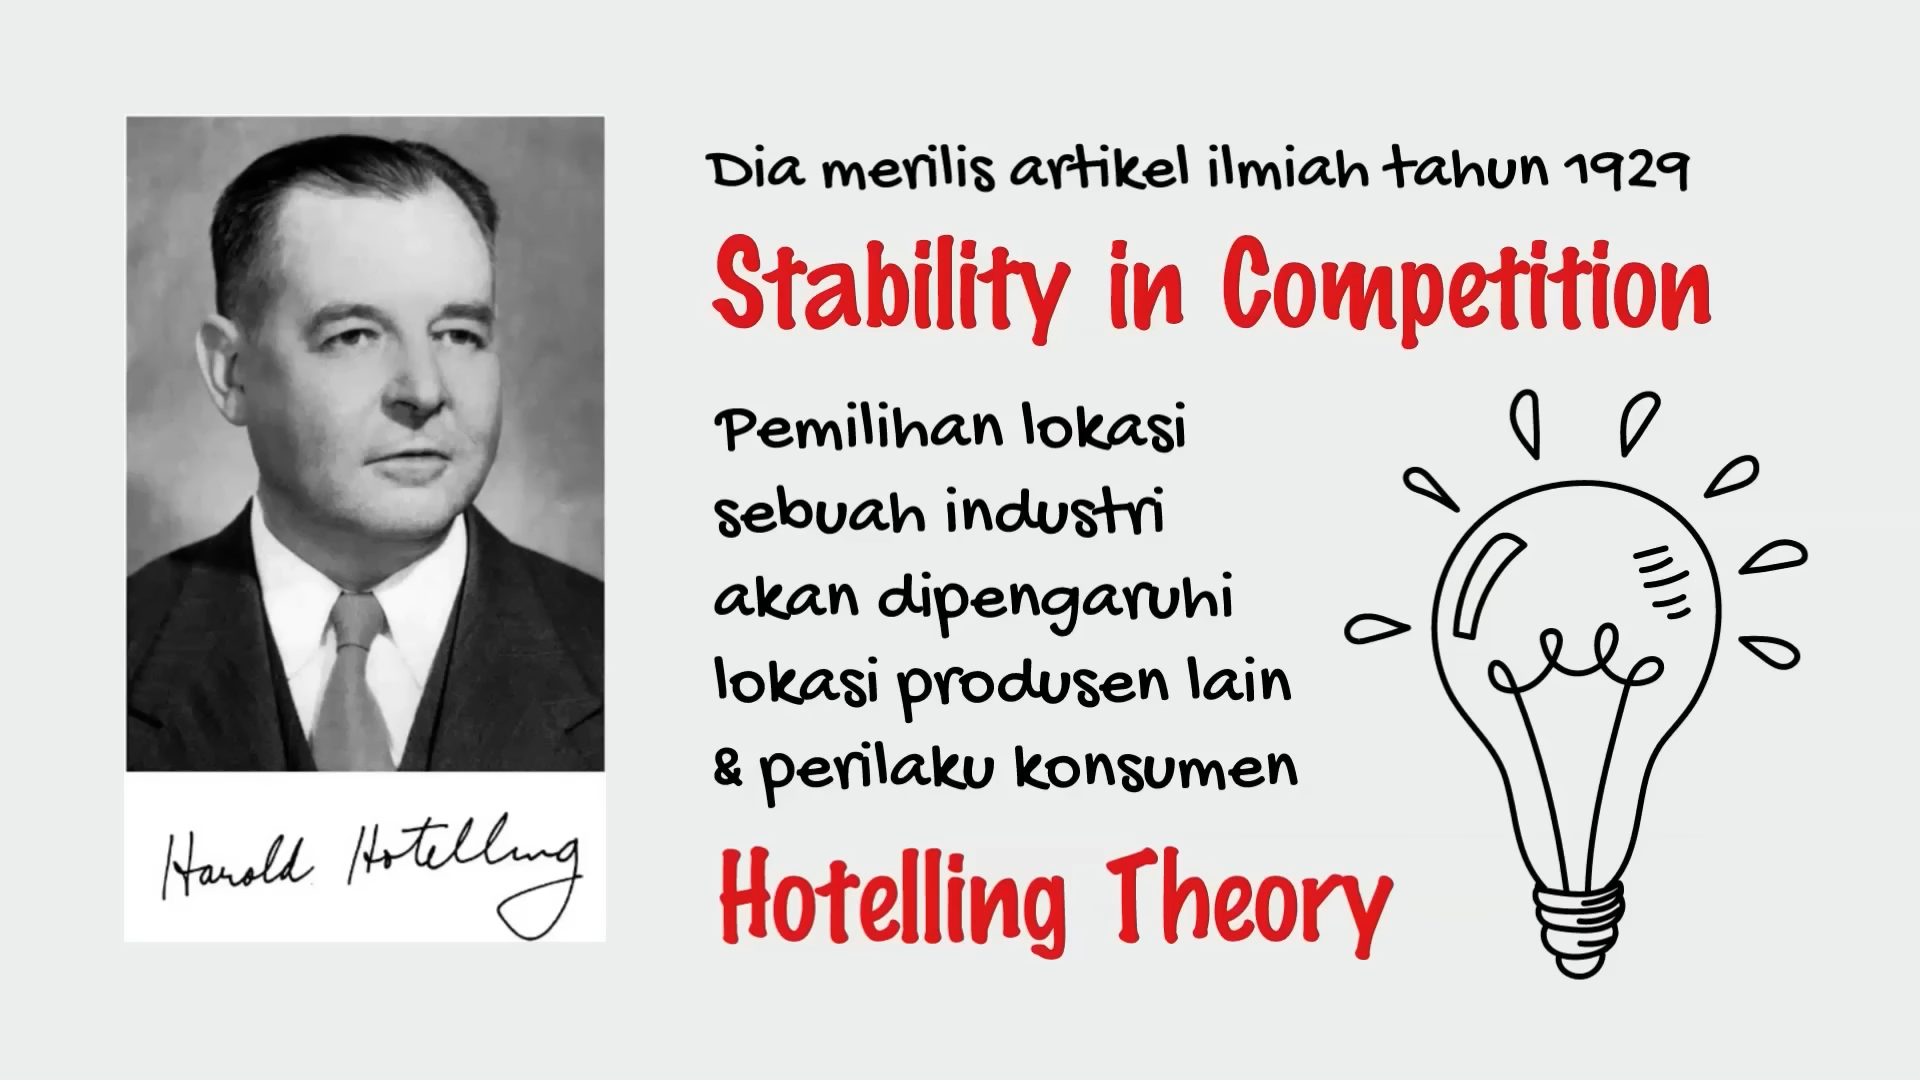 Dia merilis artikel ilmiah tahun 1929
Stability in Competition
Pemilihan lokasi
sebuah industri
akan dipengaruhi
lokasi produsen lain
& perilaku konsumen
Hotelling Theory
Harold Hotelling